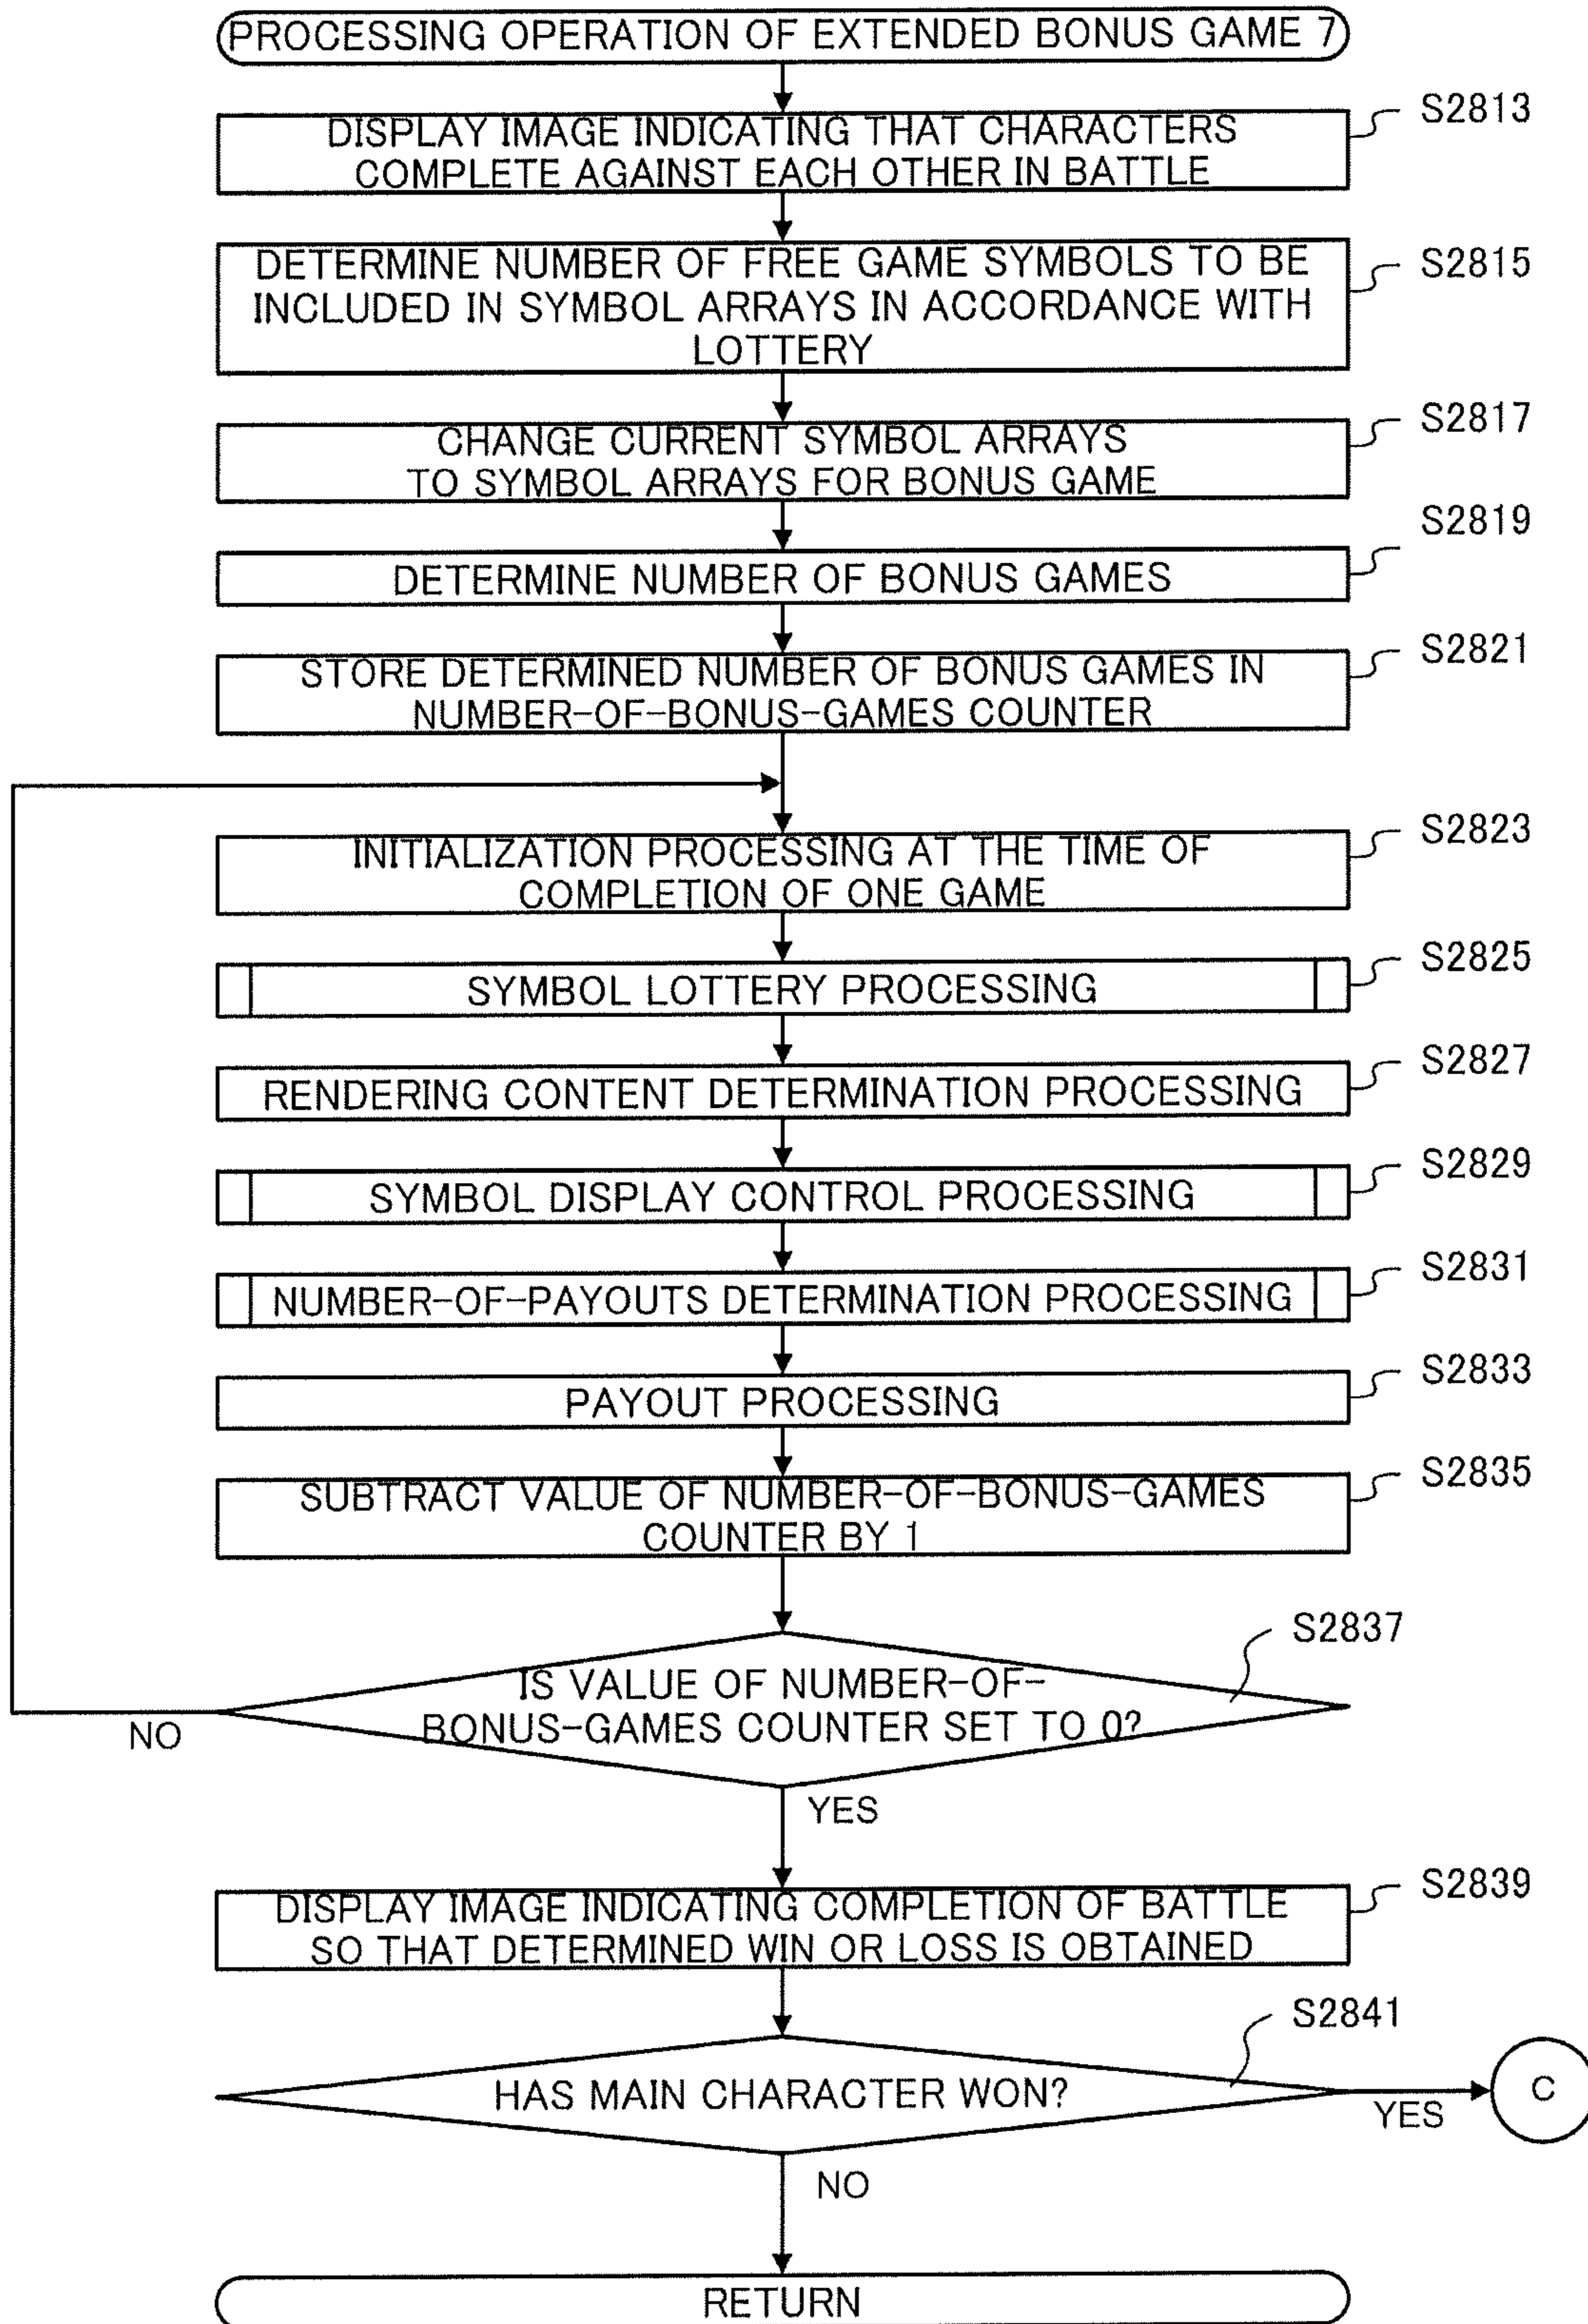 PROCESSING OPERATION OF EXTENDED BONUS GAME 7
S2813
DISPLAY IMAGE INDICATING THAT CHARACTERS
COMPLETE AGAINST EACH OTHER IN BATTLE
S2815
DETERMINE NUMBER OF FREE GAME SYMBOLS TO BE
INCLUDED IN SYMBOL ARRAYS IN ACCORDANCE WITH
LOTTERY
S2817
CHANGE CURRENT SYMBOL ARRAYS
TO SYMBOL ARRAYS FOR BONUS GAME
S2819
DETERMINE NUMBER OF BONUS GAMES
S2821
STORE DETERMINED NUMBER OF BONUS GAMES IN
NUMBER-OF-BONUS-GAMES COUNTER
S2823
INITIALIZATION PROCESSING AT THE TIME OF
COMPLETION OF ONE GAME
S2825
SYMBOL LOTTERY PROCESSING
S2827
RENDERING CONTENT DETERMINATION PROCESSING
S2829
SYMBOL DISPLAY CONTROL PROCESSING
S2831
NUMBER-OF-PAYOUTS DETERMINATION PROCESSING
S2833
PAYOUT PROCESSING
S2835
SUBTRACT VALUE OF NUMBER-OF-BONUS-GAMES
COUNTER BY 1
S2837
IS VALUE OF NUMBER-OF-
BONUS-GAMES COUNTER SET TO 0?
NO
YES
S2839
DISPLAY IMAGE INDICATING COMPLETION OF BATTLE
SO THAT DETERMINED WIN OR LOSS IS OBTAINED
S2841
HAS MAIN CHARACTER WON?
YES
C
NO
RETURN